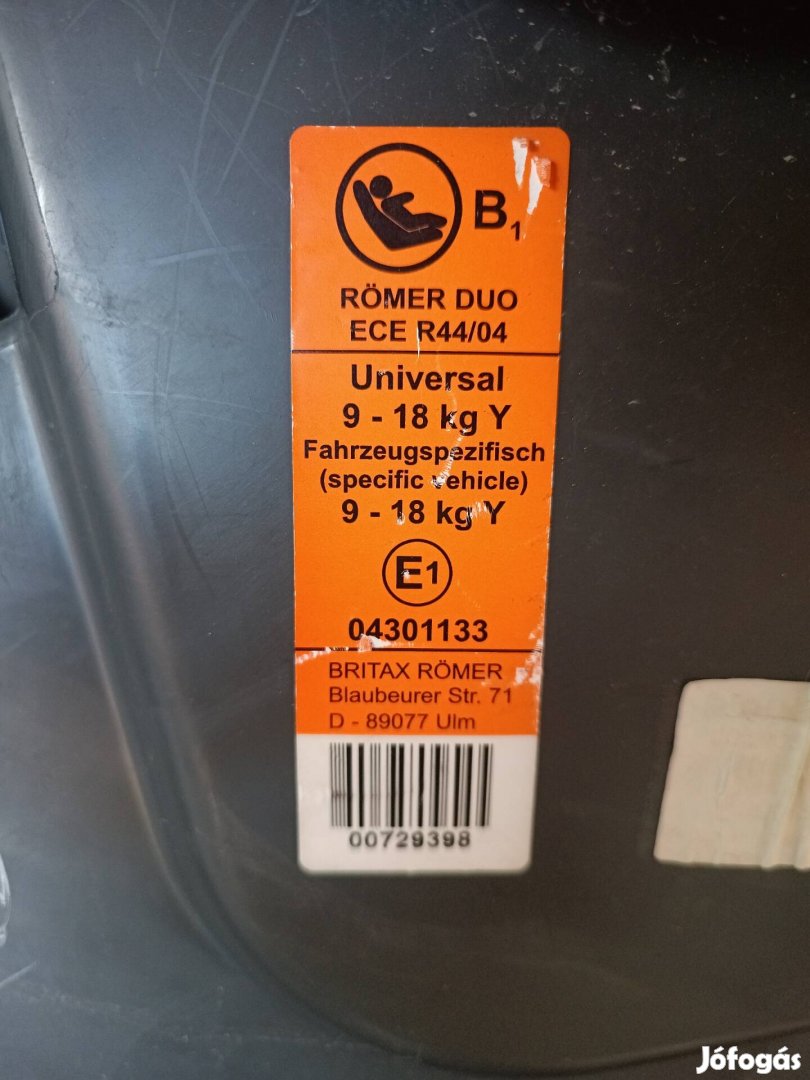 B1
RÖMER DUO
ECE R44/04
Universal
9 - 18 kg Y
Fahrzeugspezifisch
(specific vehicle)
9 - 18 kg Y
E1
04301133
BRITAX RÖMER
Blaubeurer Str. 71
D - 89077 Ulm
00729398
Jófogás